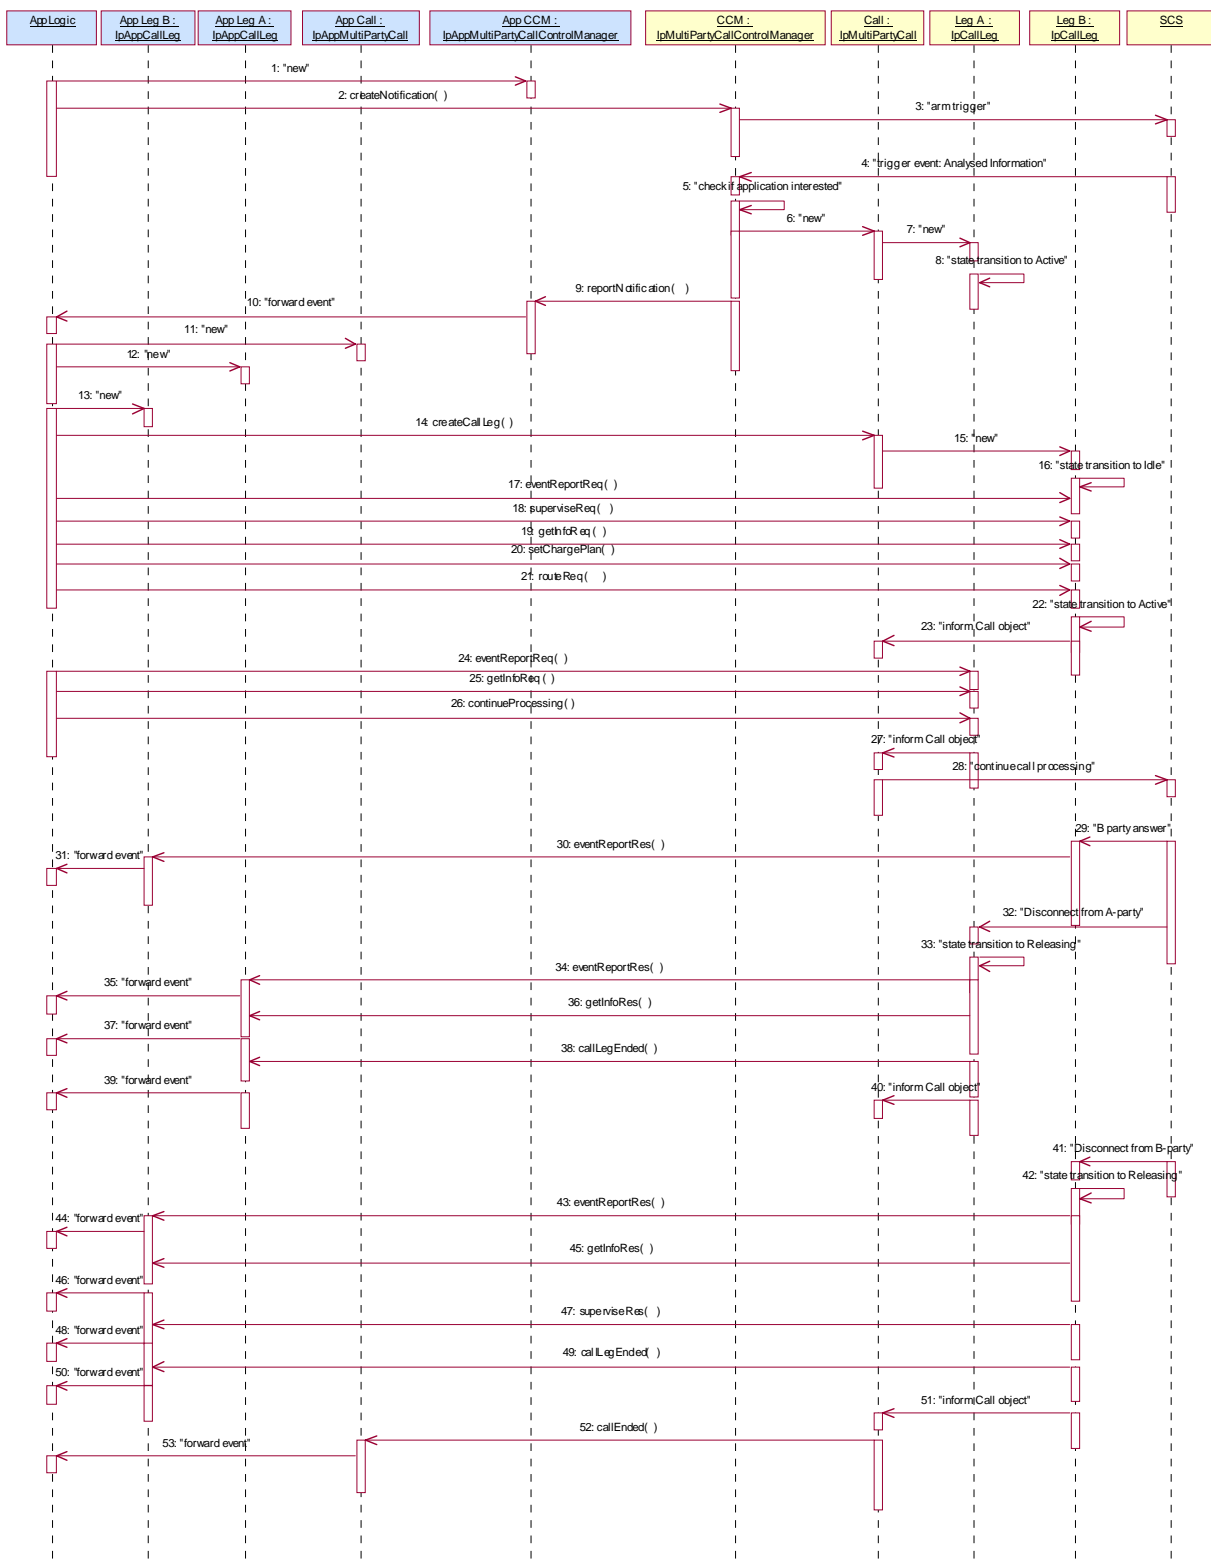 AppLogic
App Leg B :
IpAppCallLeg
App Leg A :
IpAppCallLeg
App Call :
IpAppMultiPartyCall
App CCM :
IpAppMultiPartyCallControlManager
CCM :
IpMultiPartyCallControlManager
Call :
IpMultiPartyCall
Leg A :
IpCallLeg
Leg B :
IpCallLeg
SCS
1: "new"
2: createNotification( )
3: "arm trigger"
4: "trigger event: Analysed Information"
5: "check if application interested"
6: "new"
7: "new"
8: "state transition to Active"
9: reportNotification( )
10: "forward event"
11: "new"
12: "new"
13: "new"
14: createCallLeg( )
15: "new"
16: "state transition to Idle"
17: eventReportReq( )
18: superviseReq( )
19: getInfoReq( )
20: setChargePlan( )
21: routeReq( )
22: "state transition to Active"
23: "inform Call object"
24: eventReportReq( )
25: getInfoReq( )
26: continueProcessing( )
27: "inform Call object"
28: "continue call processing"
29: "B party answer"
30: eventReportRes( )
31: "forward event"
32: "Disconnect from A-party"
33: "state transition to Releasing"
34: eventReportRes( )
35: "forward event"
36: getInfoRes( )
37: "forward event"
38: callLegEnded( )
39: "forward event"
40: "inform Call object"
41: "Disconnect from B-party"
42: "state transition to Releasing"
43: eventReportRes( )
44: "forward event"
45: getInfoRes( )
46: "forward event"
47: superviseRes( )
48: "forward event"
49: callLegEnded( )
50: "forward event"
51: "inform Call object"
52: callEnded( )
53: "forward event"